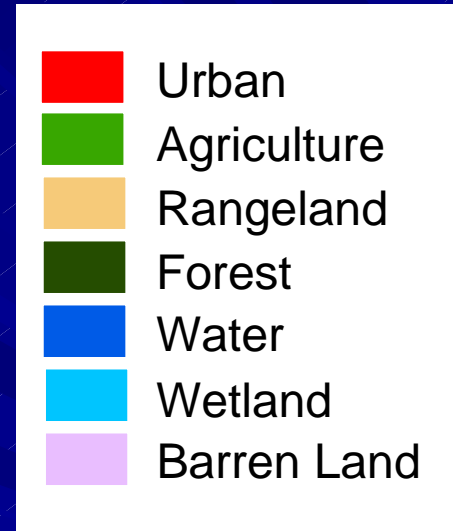 Urban
Agriculture
Rangeland
Forest
Water
Wetland
Barren Land